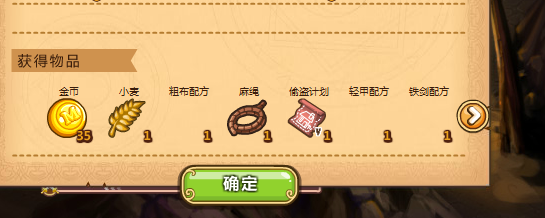 获得物品
金币 小麦 粗布配方 麻绳 偷盗计划 轻甲配方 铁剑配方
35 1 1 1 1 1 1
确定